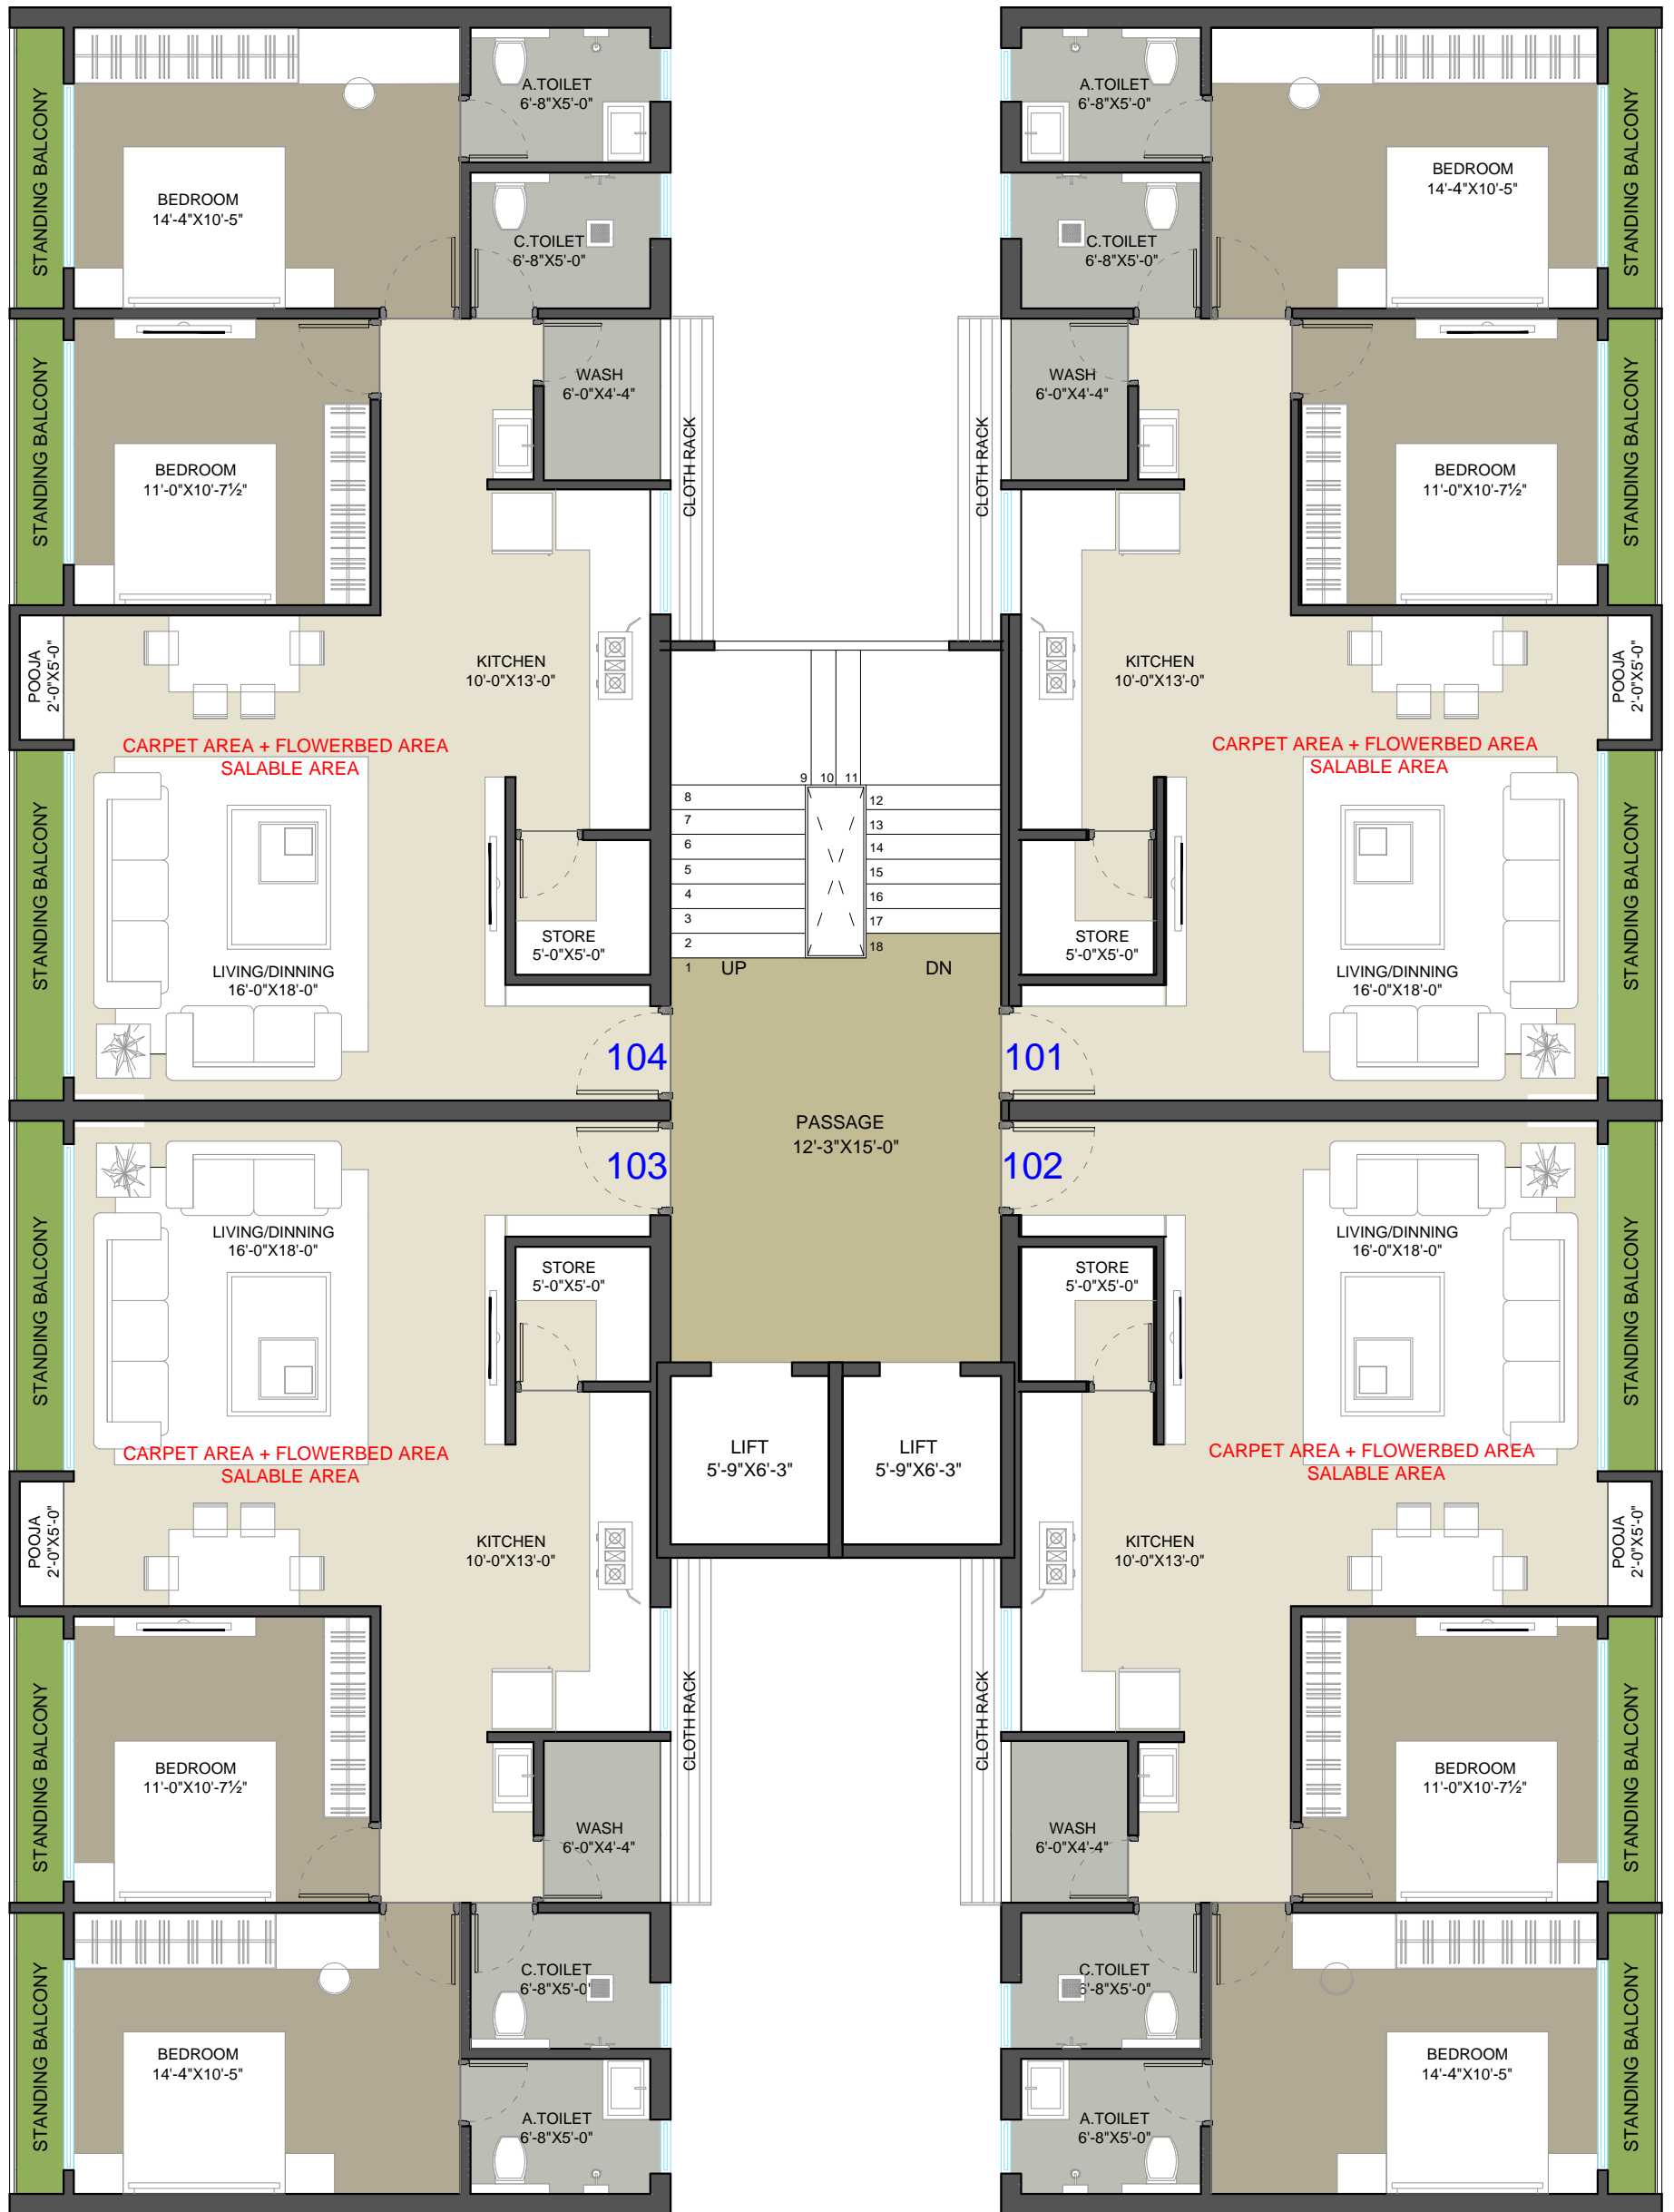 A.TOILET
6'-8"X5'-0"
A.TOILET
6'-8"X5'-0"
STANDING BALCONY
BEDROOM
14'-4"X10'-5"
C.TOILET
6'-8"X5'-0"
C.TOILET
6'-8"X5'-0"
BEDROOM
14'-4"X10'-5"
STANDING BALCONY
STANDING BALCONY
BEDROOM
11'-0"X10'-7½"
WASH
6'-0"X4'-4"
CLOTH RACK
CLOTH RACK
WASH
6'-0"X4'-4"
BEDROOM
11'-0"X10'-7½"
STANDING BALCONY
POOJA
2'-0"X5'-0"
KITCHEN
10'-0"X13'-0"
KITCHEN
10'-0"X13'-0"
POOJA
2'-0"X5'-0"
CARPET AREA + FLOWERBED AREA
SALABLE AREA
CARPET AREA + FLOWERBED AREA
SALABLE AREA
9 10 11
8 12
7 13
6 14
5 15
4 16
3 17
2 18
1 UP DN
STANDING BALCONY
LIVING/DINNING
16'-0"X18'-0"
STORE
5'-0"X5'-0"
STORE
5'-0"X5'-0"
LIVING/DINNING
16'-0"X18'-0"
STANDING BALCONY
104
101
PASSAGE
12'-3"X15'-0"
103
102
STANDING BALCONY
LIVING/DINNING
16'-0"X18'-0"
STORE
5'-0"X5'-0"
STORE
5'-0"X5'-0"
LIVING/DINNING
16'-0"X18'-0"
STANDING BALCONY
CARPET AREA + FLOWERBED AREA
SALABLE AREA
LIFT
5'-9"X6'-3"
LIFT
5'-9"X6'-3"
CARPET AREA + FLOWERBED AREA
SALABLE AREA
POOJA
2'-0"X5'-0"
KITCHEN
10'-0"X13'-0"
KITCHEN
10'-0"X13'-0"
POOJA
2'-0"X5'-0"
STANDING BALCONY
BEDROOM
11'-0"X10'-7½"
WASH
6'-0"X4'-4"
CLOTH RACK
CLOTH RACK
WASH
6'-0"X4'-4"
BEDROOM
11'-0"X10'-7½"
STANDING BALCONY
STANDING BALCONY
BEDROOM
14'-4"X10'-5"
C.TOILET
6'-8"X5'-0"
C.TOILET
6'-8"X5'-0"
BEDROOM
14'-4"X10'-5"
STANDING BALCONY
A.TOILET
6'-8"X5'-0"
A.TOILET
6'-8"X5'-0"